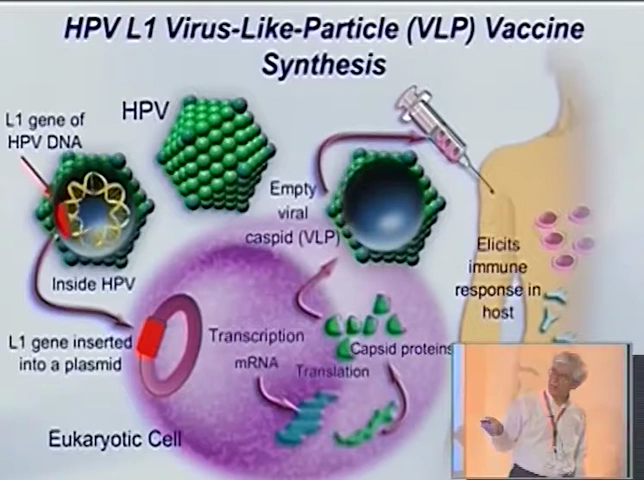 HPV L1 Virus-Like-Particle (VLP) Vaccine
Synthesis
L1 gene of
HPV DNA
HPV
Empty
viral
caspid (VLP)
Inside HPV
Elicits
immune
response in
host
L1 gene inserted
into a plasmid
Transcription
mRNA
Capsid proteins
Translation
Eukaryotic Cell